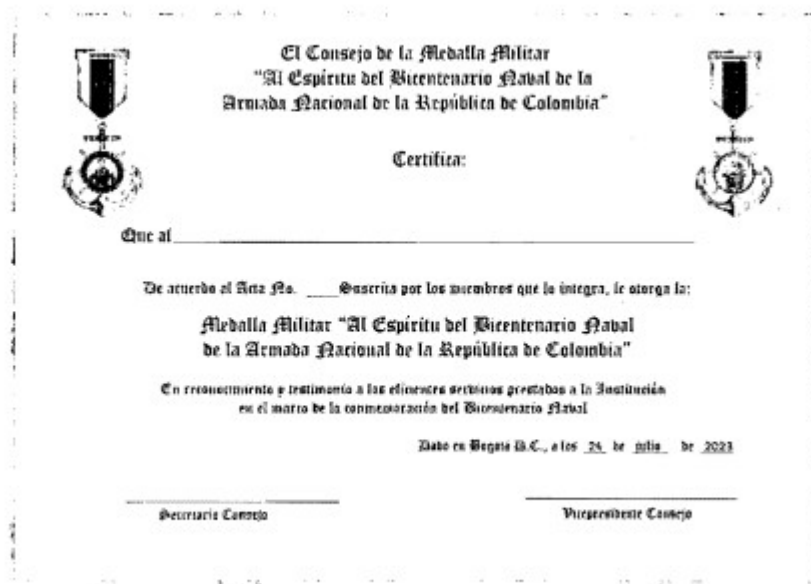 El Consejo de la Medalla Militar
“Al Espíritu del Bicentenario Naval de la
Armada Nacional de la República de Colombia”
Certifica:
Que al
De acuerdo al Acta No. ____ Suscrita por los miembros que lo integra, le otorga la:
Medalla Militar “Al Espíritu del Bicentenario Naval
de la Armada Nacional de la República de Colombia”
En reconocimiento y testimonio a los eficientes servicios prestados a la Institución
en el marco de la conmemoración del Bicentenario Naval
Dado en Bogotá D.C., a los 24 de julio de 2023
Secretario Consejo
Vicepresidente Consejo